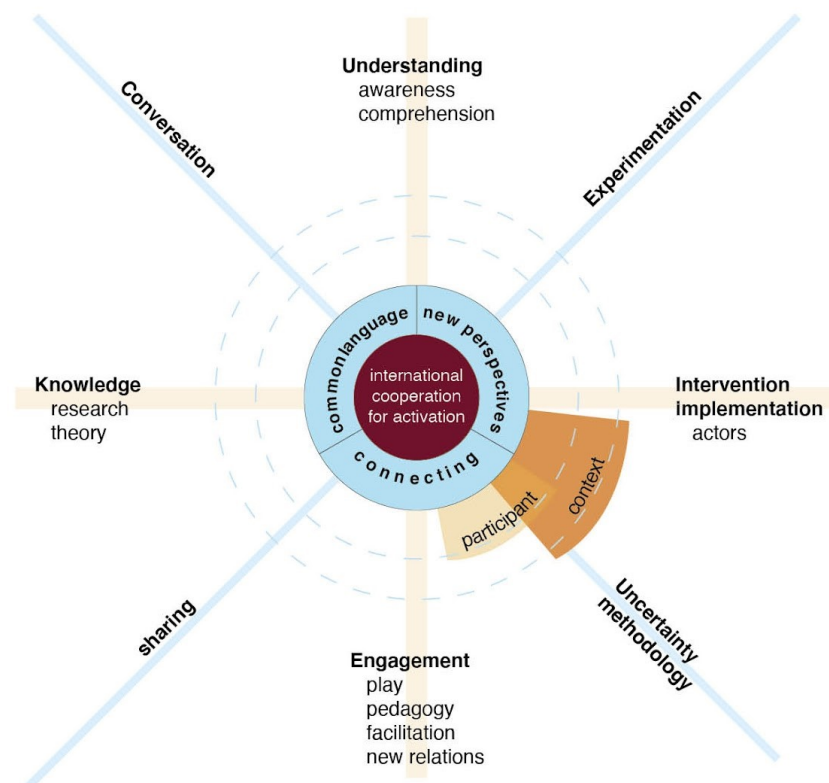 Understanding
awareness
comprehension
Conversation
Experimentation
common language
new perspectives
connecting
international
cooperation
for activation
Knowledge
research
theory
Intervention
implementation
actors
participant
context
sharing
Uncertainty
methodology
Engagement
play
pedagogy
facilitation
new relations